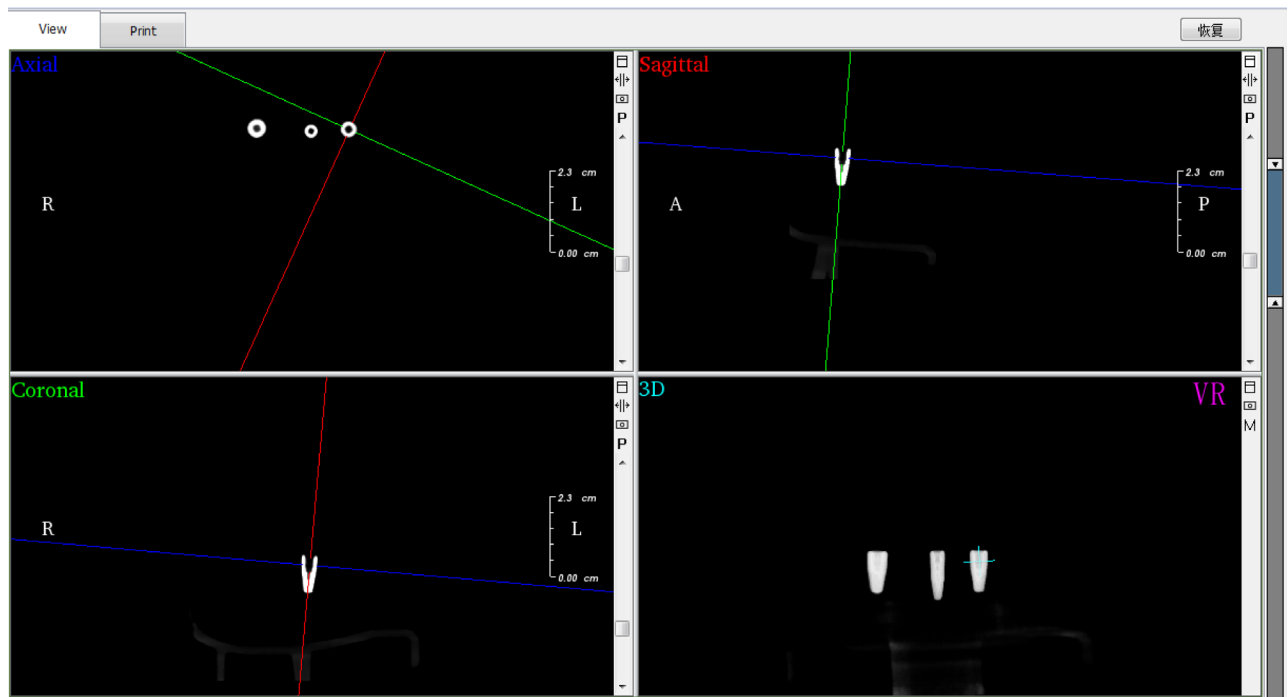 View
Print
恢复
Axial
P
2.3 cm
R
L
0.00 cm
Sagittal
P
2.3 cm
A
P
0.00 cm
Coronal
P
2.3 cm
R
L
0.00 cm
3D
VR
M